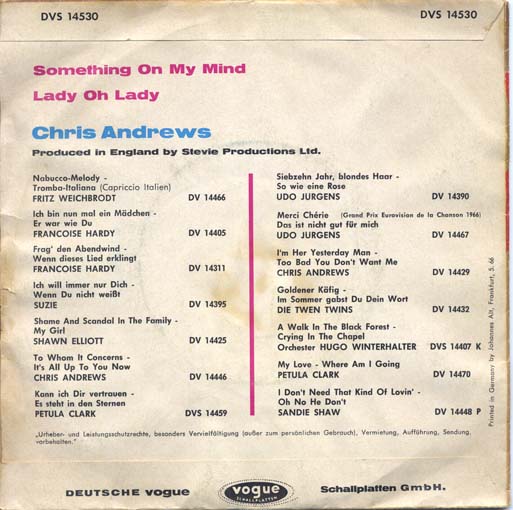 DVS 14530
DVS 14530
Something On My Mind
Lady Oh Lady
Chris Andrews
Produced in England by Stevie Productions Ltd.
Nabucco-Melody -
Tromba-Italiana (Capriccio Italien)
FRITZ WEICHBRODT DV 14466
Ich bin nun mal ein Mädchen -
Er war wie Du
FRANCOISE HARDY DV 14405
Frag' den Abendwind -
Wenn dieses Lied erklingt
FRANCOISE HARDY DV 14311
Ich will immer nur Dich -
Wenn Du nicht weißt
SUZIE DV 14395
Shame And Scandal In The Family -
My Girl
SHAWN ELLIOTT DV 14425
To Whom It Concerns -
It's All Up To You Now
CHRIS ANDREWS DV 14446
Kann ich Dir vertrauen -
Es steht in den Sternen
PETULA CLARK DVS 14459
Siebzehn Jahr, blondes Haar -
So wie eine Rose
UDO JURGENS DV 14390
Merci Chérie (Grand Prix Eurovision de la Chanson 1966)
Das ist nicht gut für mich
UDO JURGENS DV 14467
I'm Her Yesterday Man -
Too Bad You Don't Want Me
CHRIS ANDREWS DV 14429
Goldener Käfig -
Im Sommer gabst Du Dein Wort
DIE TWEN TWINS DV 14432
A Walk In The Black Forest -
Crying In The Chapel
Orchester HUGO WINTERHALTER DVS 14407 K
My Love - Where Am I Going
PETULA CLARK DV 14470
I Don't Need That Kind Of Lovin' -
Oh No He Don't
SANDIE SHAW DV 14448 P
„Urheber- und Leistungsschutzrechte, besonders Vervielfältigung (außer zum persönlichen Gebrauch), Vermietung, Aufführung, Sendung,
vorbehalten."
Printed in Germany by Johannes Alt, Frankfurt, 5. 66
DEUTSCHE vogue
vogue
SCHALLPLATTEN
Schallplatten GmbH.